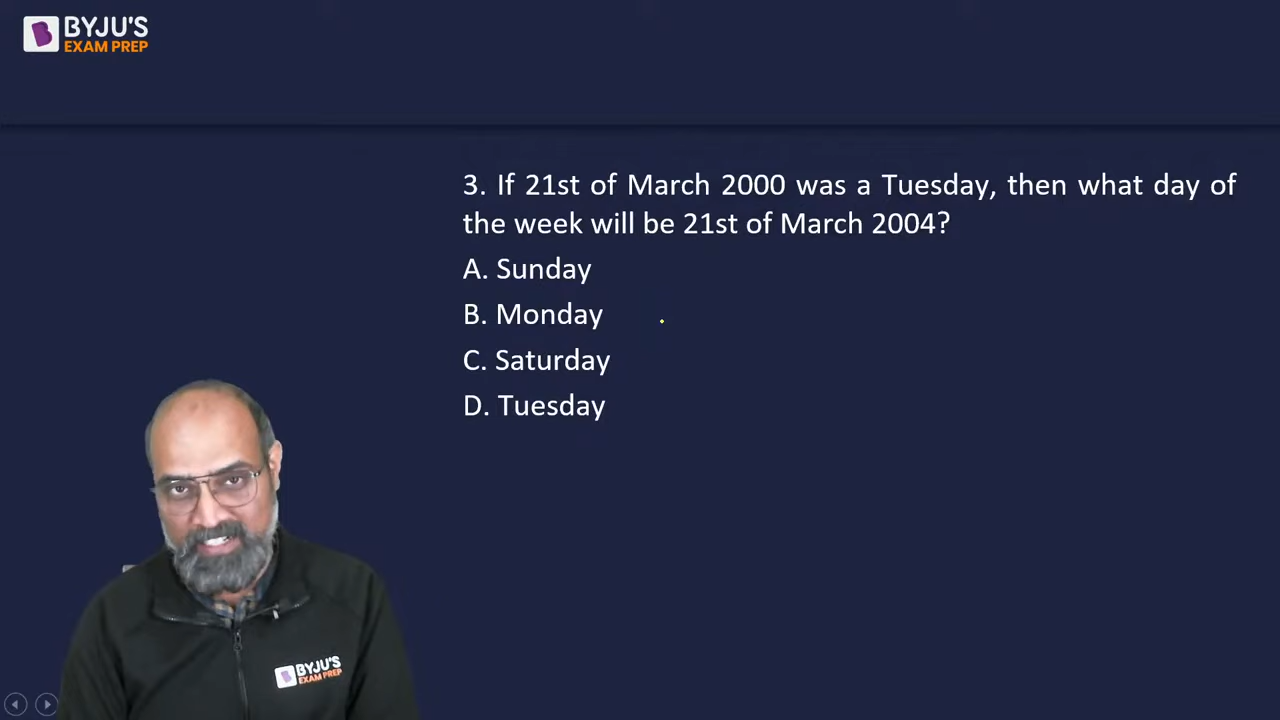 BYJU'S
EXAM PREP
3. If 21st of March 2000 was a Tuesday, then what day of
the week will be 21st of March 2004?
A. Sunday
B. Monday
C. Saturday
D. Tuesday
BYJU'S
EXAM PREP